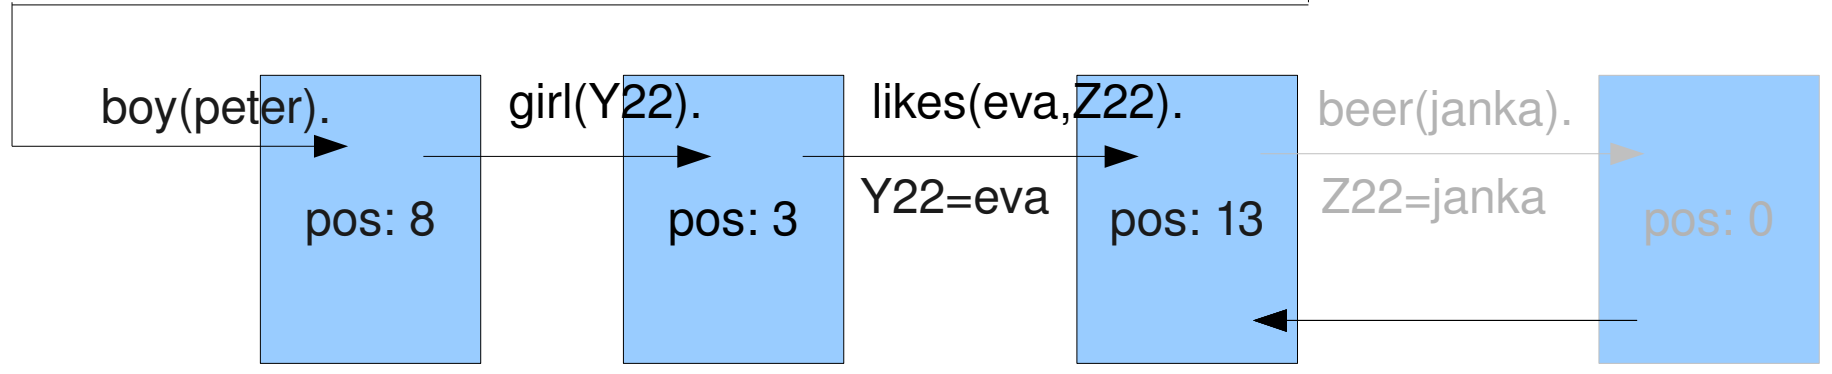 boy(peter).
pos: 8
girl(Y22).
pos: 3
likes(eva,Z22).
Y22=eva
pos: 13
beer(janka).
Z22=janka
pos: 0